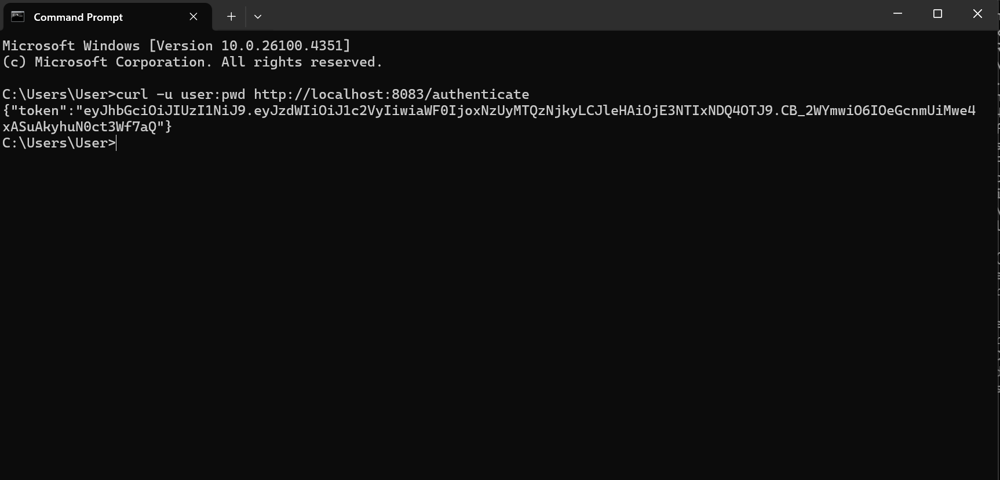 Command Prompt
Microsoft Windows [Version 10.0.26100.4351]
(c) Microsoft Corporation. All rights reserved.
C:\Users\User>curl -u user:pwd http://localhost:8083/authenticate
{"token":"eyJhbGciOiJIUzI1NiJ9.eyJzdWIiOiJ1c2VyIiwiaWF0IjoxNzUyMTQzNjkyLCJleHAiOjE3NTIxNDQ4OTJ9.CB_2WYmwiO6IOeGcnmUiMwe4
xASuAkyhuN0ct3Wf7aQ"}
C:\Users\User>